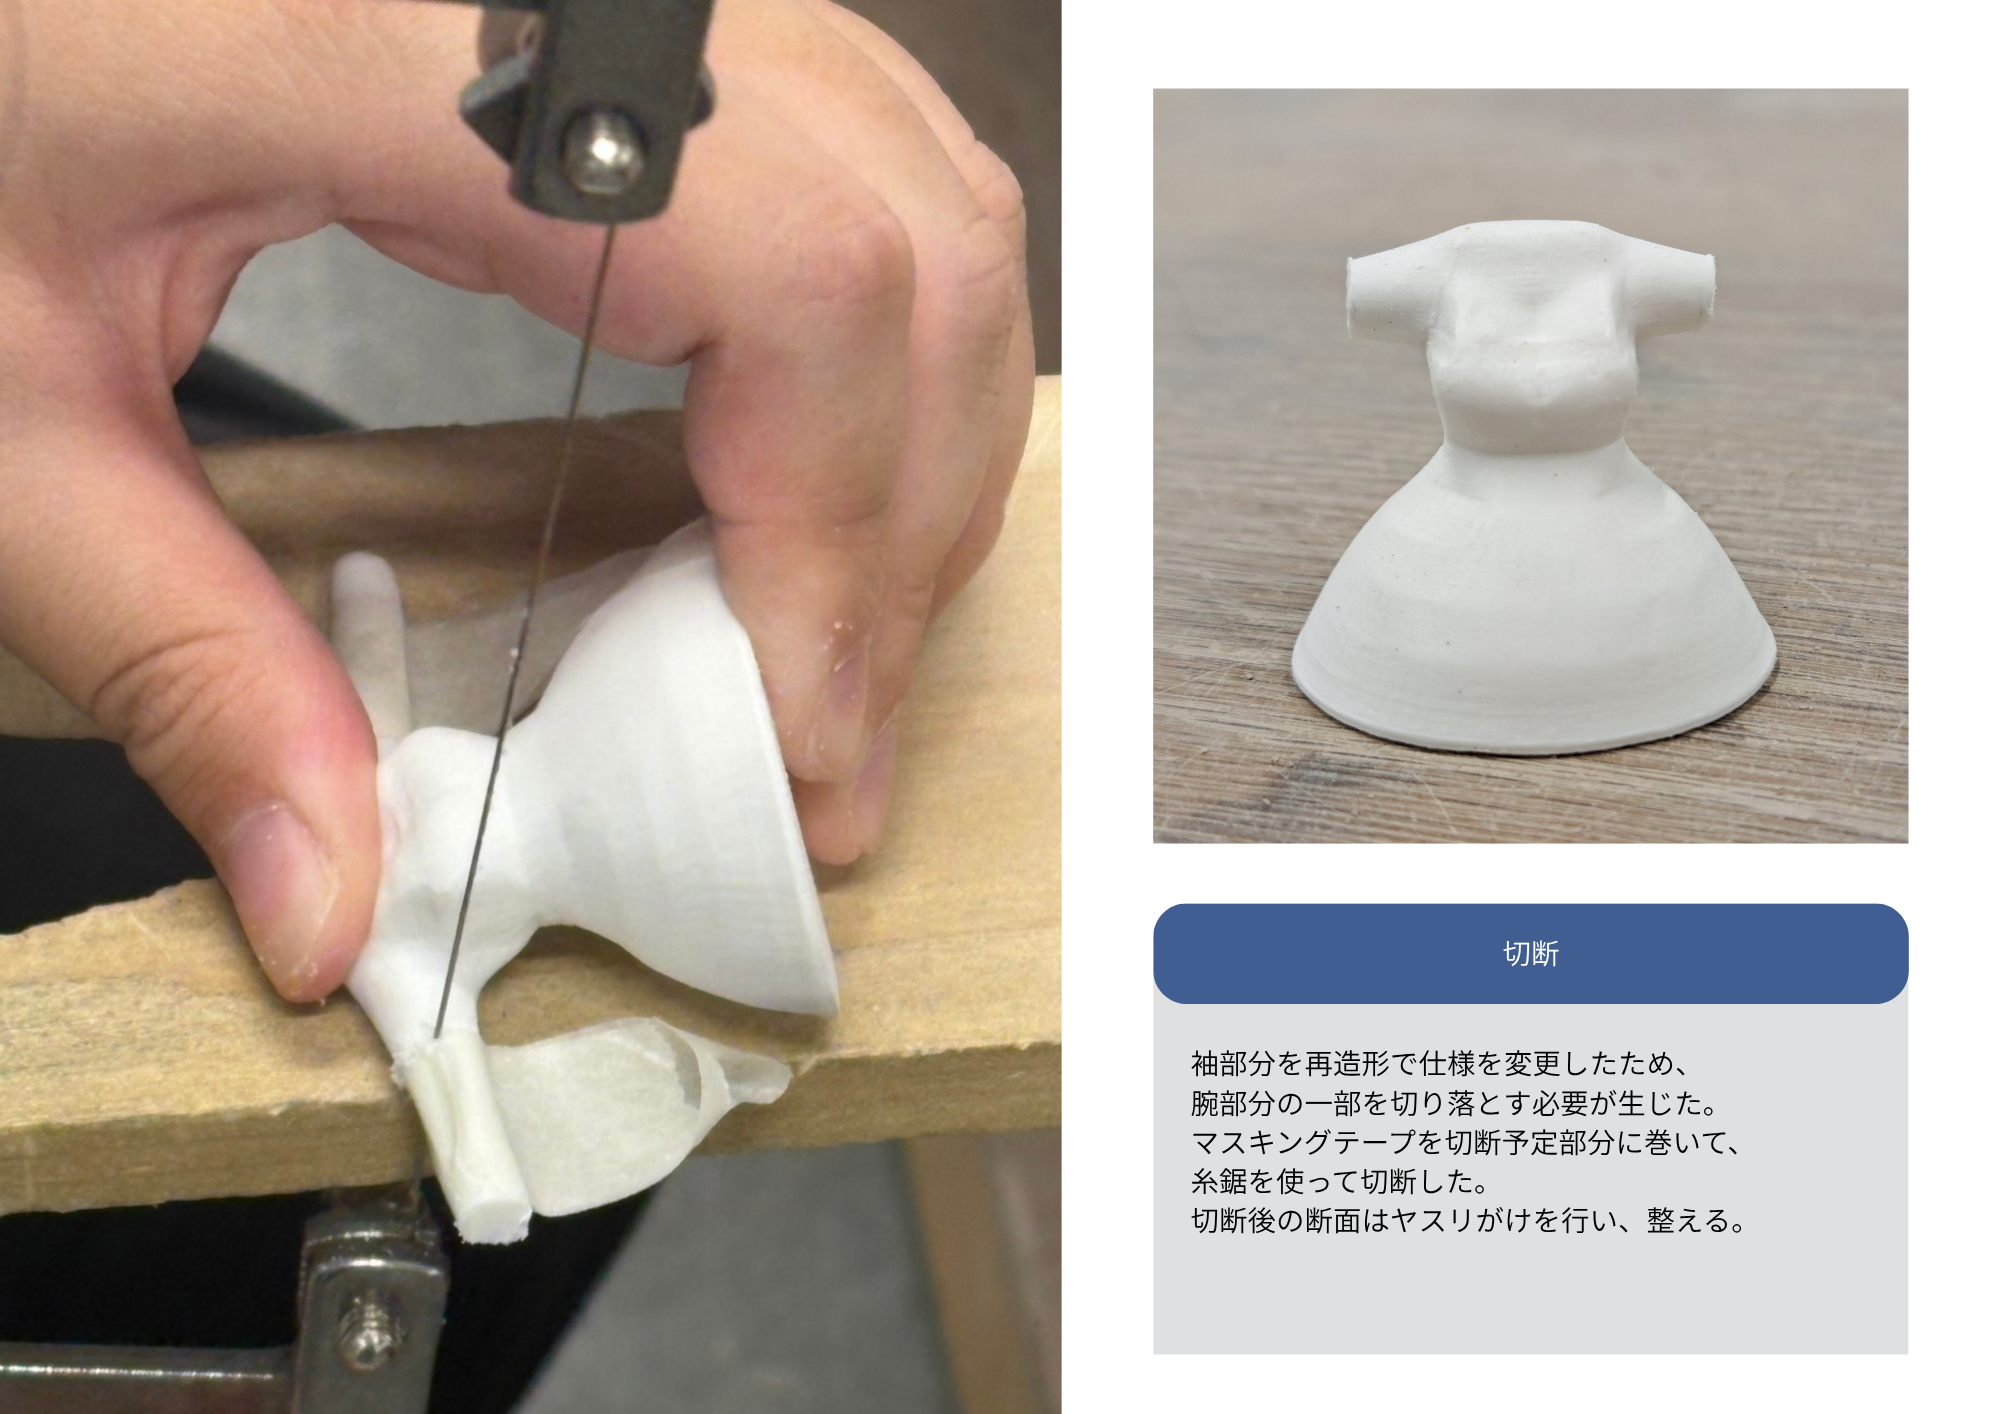 切断
袖部分を再造形で仕様を変更したため、
腕部分の一部を切り落とす必要が生じた。
マスキングテープを切断予定部分に巻いて、
糸鋸を使って切断した。
切断後の断面はヤスリがけを行い、整える。